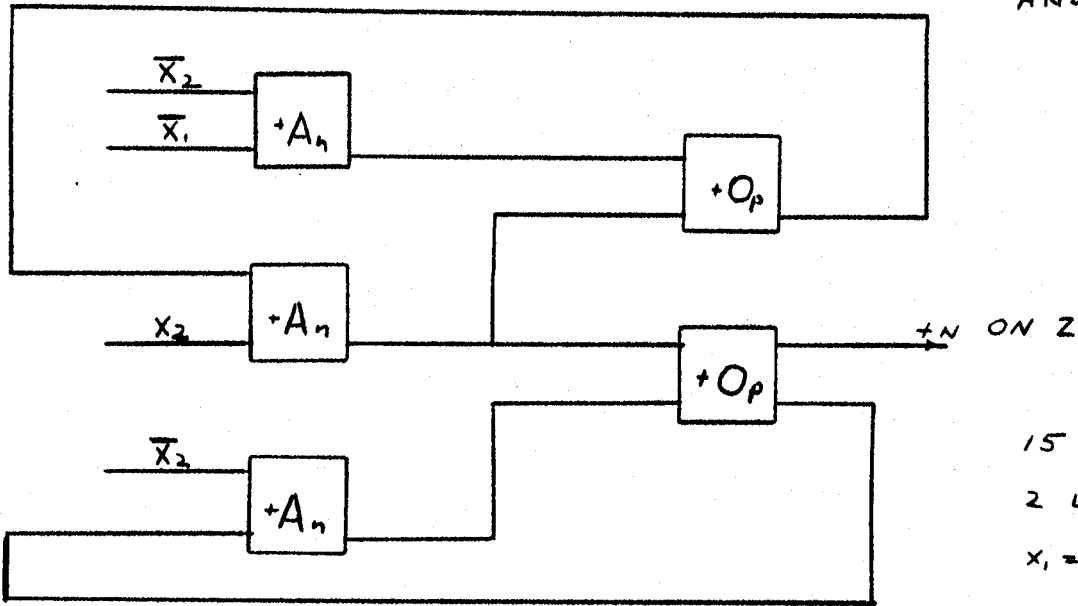 X̄₂
X̄₁
+Aₙ
+Oₚ
+Aₙ
X₂
+N ON Z
+Oₚ
X̄₂
+Aₙ
15
2
X₁ =